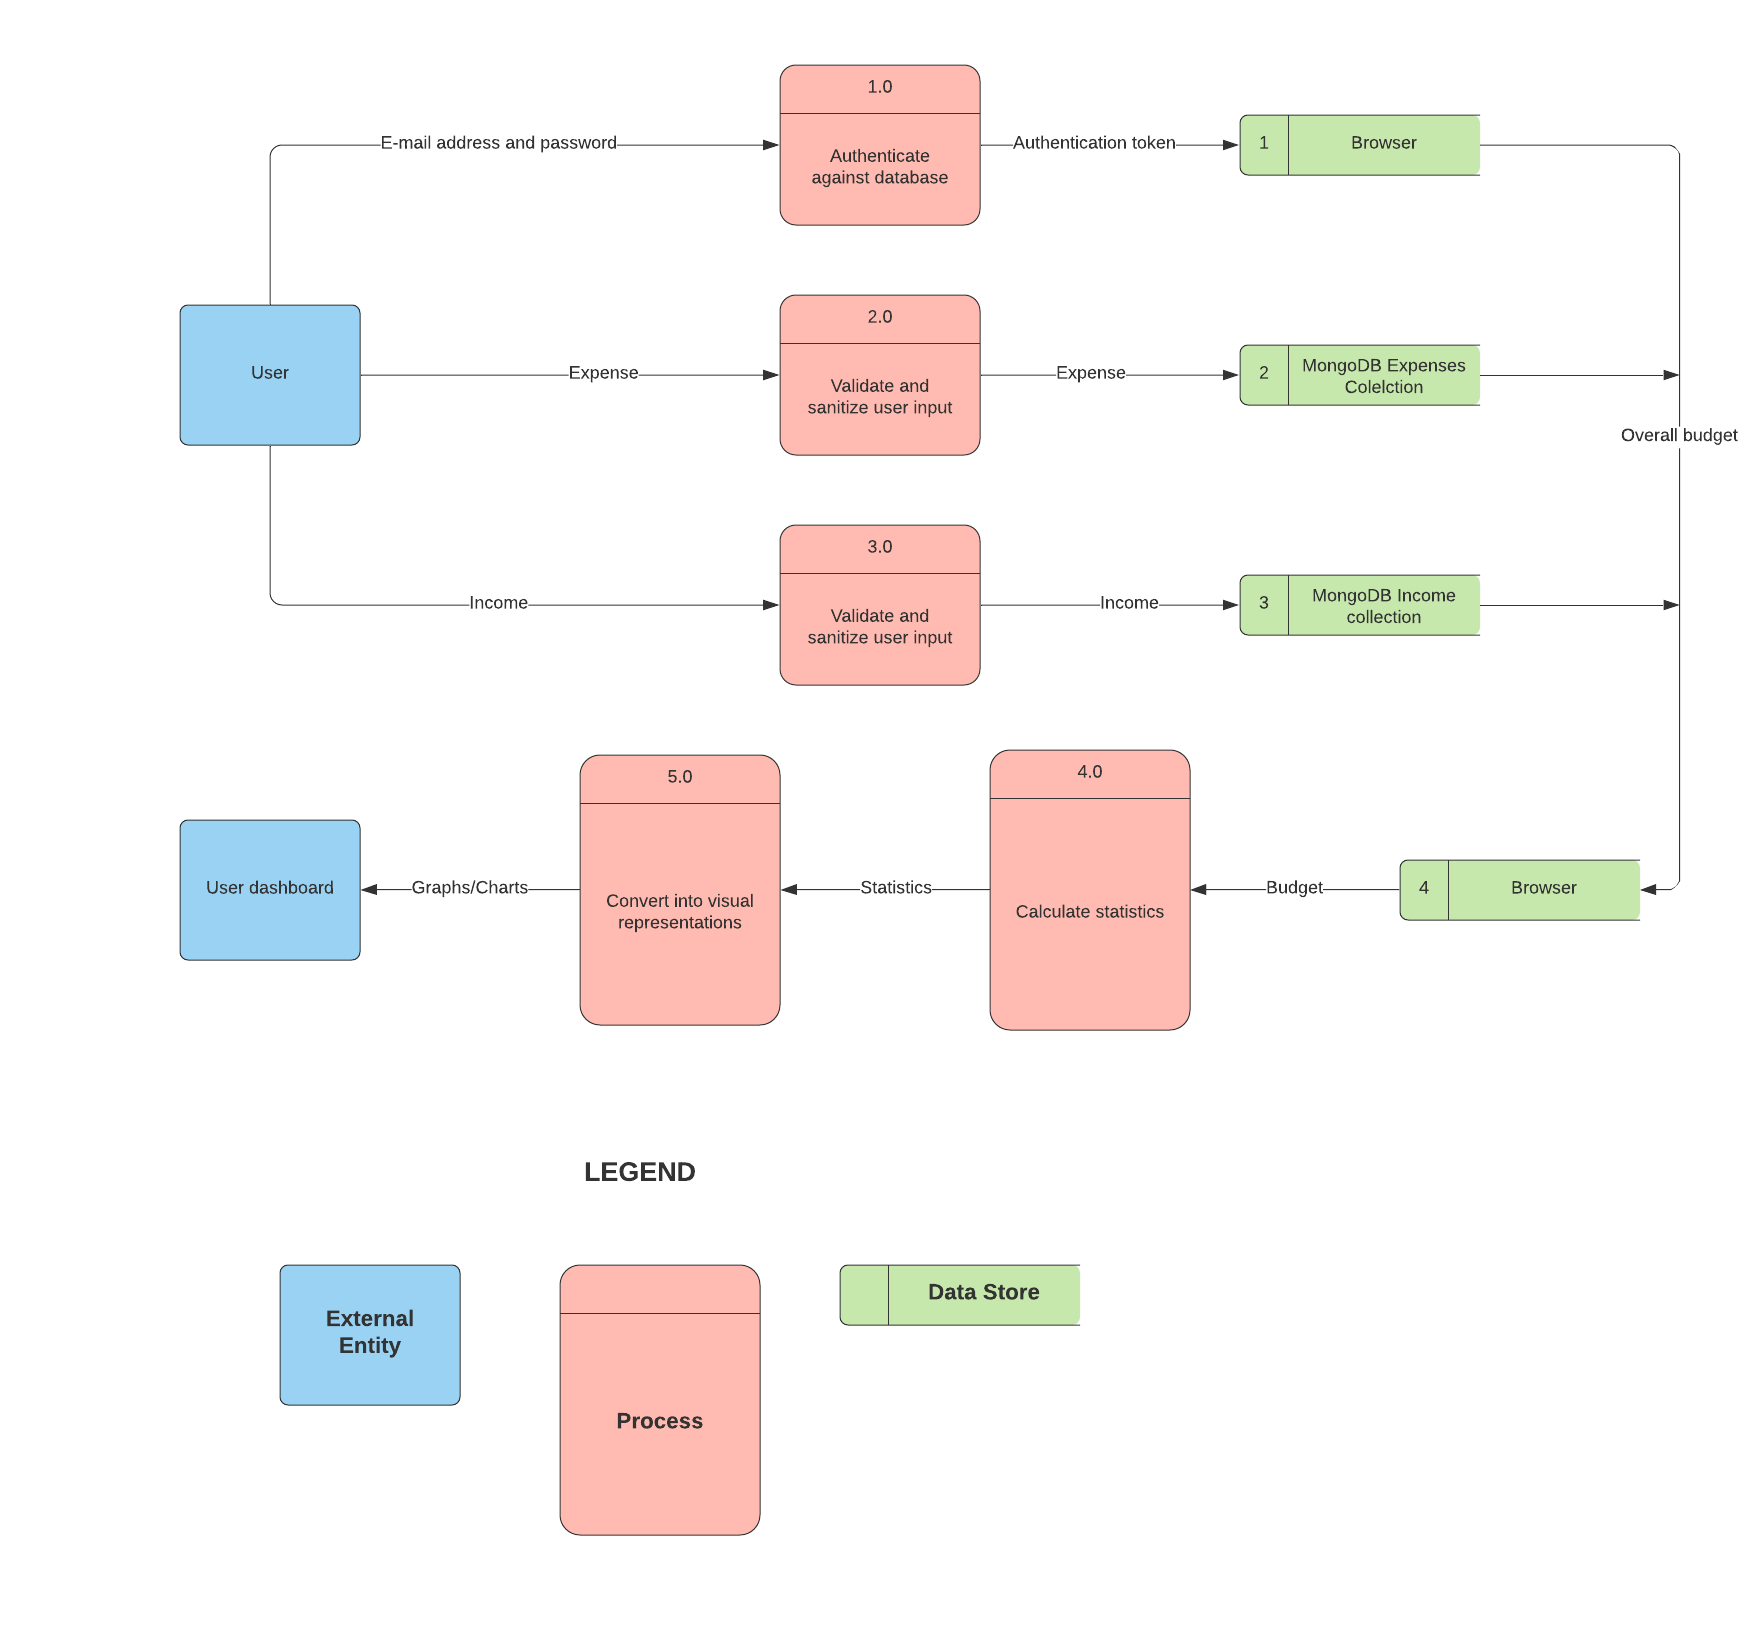 1.0
E-mail address and password
Authenticate
against database
Authentication token
1
Browser
User
Expense
2.0
Validate and
sanitize user input
Expense
2
MongoDB Expenses
Colelction
Overall budget
Income
3.0
Validate and
sanitize user input
Income
3
MongoDB Income
collection
User dashboard
Graphs/Charts
5.0
Convert into visual
representations
Statistics
4.0
Calculate statistics
Budget
4
Browser
LEGEND
External
Entity
Process
Data Store